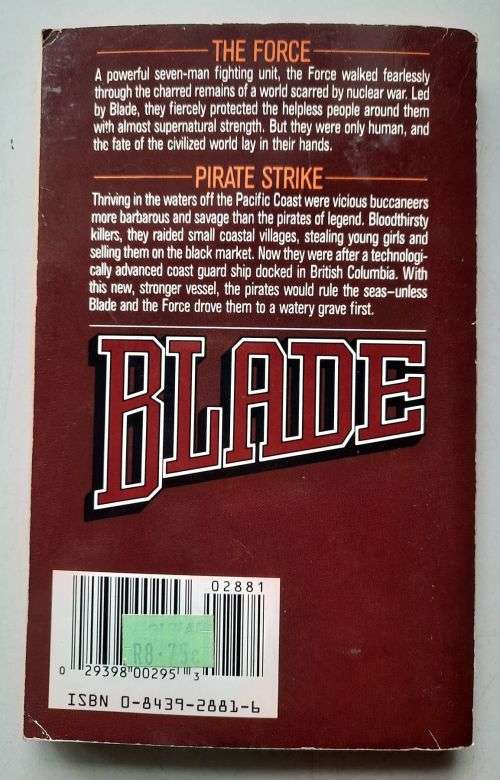 THE FORCE
A powerful seven-man fighting unit, the Force walked fearlessly
through the charred remains of a world scarred by nuclear war. Led
by Blade, they fiercely protected the helpless people around them
with almost supernatural strength. But they were only human, and
the fate of the civilized world lay in their hands.
PIRATE STRIKE
Thriving in the waters off the Pacific Coast were vicious buccaneers
more barbarous and savage than the pirates of legend. Bloodthirsty
killers, they raided small coastal villages, stealing young girls and
selling them on the black market. Now they were after a technologi-
cally advanced coast guard ship docked in British Columbia. With
this new, stronger vessel, the pirates would rule the seas—unless
Blade and the Force drove them to a watery grave first.
BLADE
02881
R8·75c
0 29398 00295 3
ISBN 0-8439-2881-6